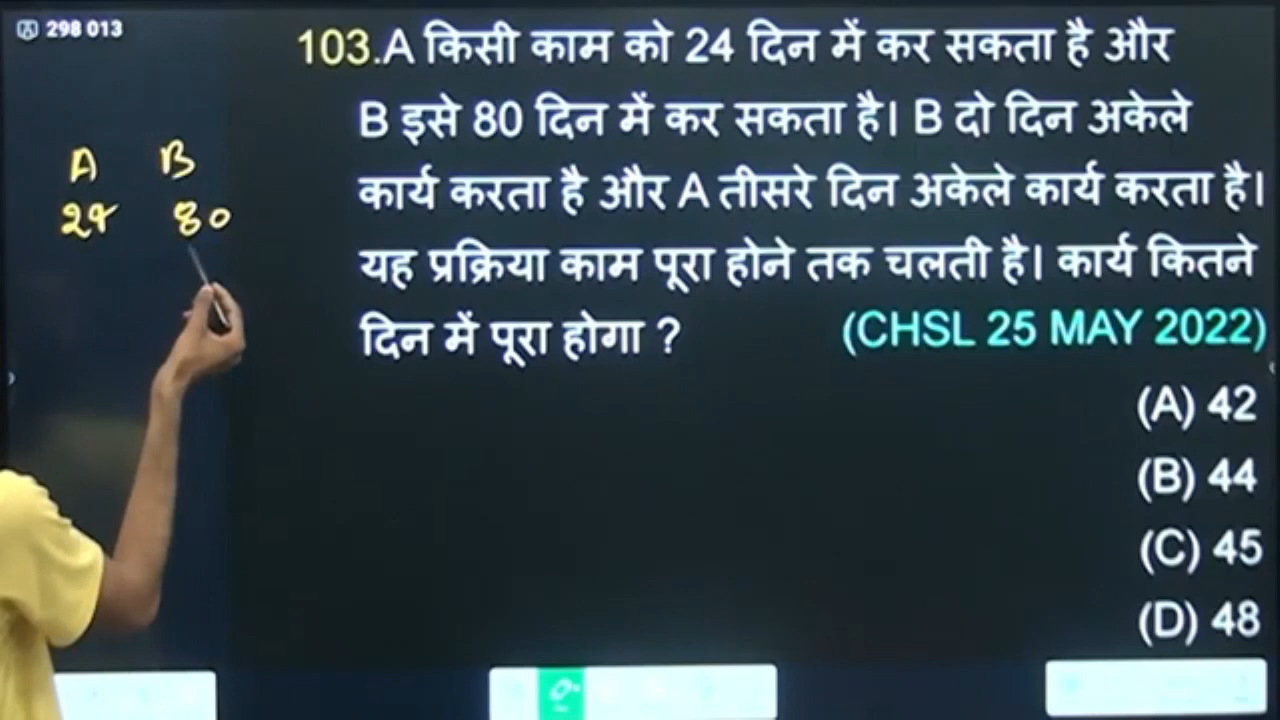 298 013
103.A किसी काम को 24 दिन में कर सकता है और
B इसे 80 दिन में कर सकता है। B दो दिन अकेले
कार्य करता है और A तीसरे दिन अकेले कार्य करता है।
यह प्रक्रिया काम पूरा होने तक चलती है। कार्य कितने
दिन में पूरा होगा ? (CHSL 25 MAY 2022)
A B
24 80
(A) 42
(B) 44
(C) 45
(D) 48